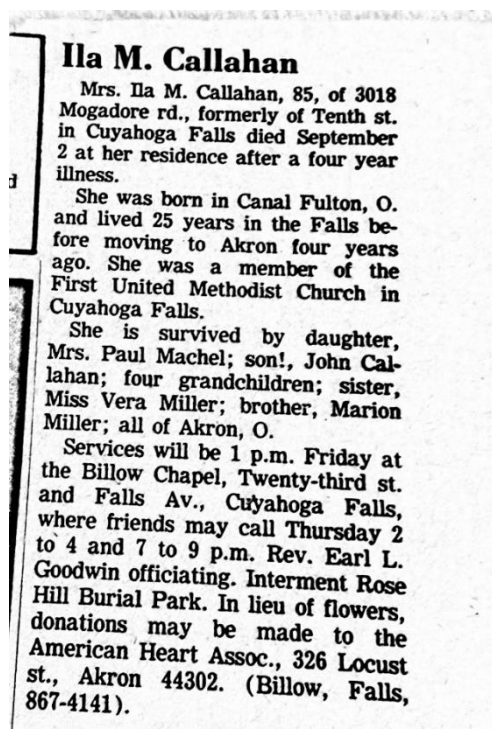 Ila M. Callahan
Mrs. Ila M. Callahan, 85, of 3018
Mogadore rd., formerly of Tenth st.
in Cuyahoga Falls died September
2 at her residence after a four year
illness.
She was born in Canal Fulton, O.
and lived 25 years in the Falls be-
fore moving to Akron four years
ago. She was a member of the
First United Methodist Church in
Cuyahoga Falls.
She is survived by daughter,
Mrs. Paul Machel; son!, John Cal-
lahan; four grandchildren; sister,
Miss Vera Miller; brother, Marion
Miller; all of Akron, O.
Services will be 1 p.m. Friday at
the Billow Chapel, Twenty-third st.
and Falls Av., Cuyahoga Falls,
where friends may call Thursday 2
to 4 and 7 to 9 p.m. Rev. Earl L.
Goodwin officiating. Interment Rose
Hill Burial Park. In lieu of flowers,
donations may be made to the
American Heart Assoc., 326 Locust
st., Akron 44302. (Billow, Falls,
867-4141).